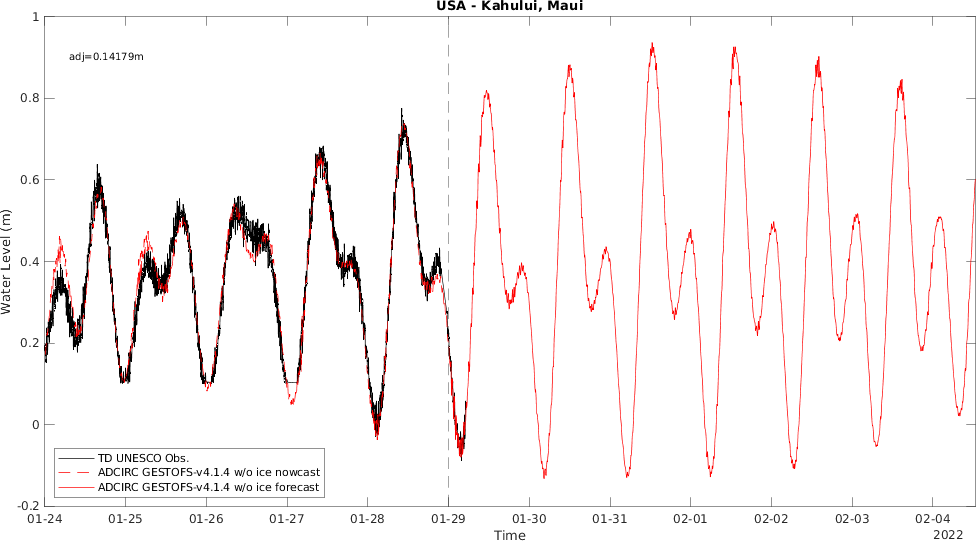 USA - Kahului, Maui
adj=0.14179m
1
0.8
0.6
0.4
0.2
0
-0.2
Water Level (m)
TD UNESCO Obs.
ADCIRC GESTOFS-v4.1.4 w/o ice nowcast
ADCIRC GESTOFS-v4.1.4 w/o ice forecast
01-24 01-25 01-26 01-27 01-28 01-29 01-30 01-31 02-01 02-02 02-03 02-04
Time
2022